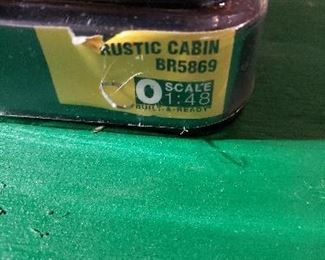 RUSTIC CABIN
BR5869
O SCALE
1:48
BUILT-&-READY